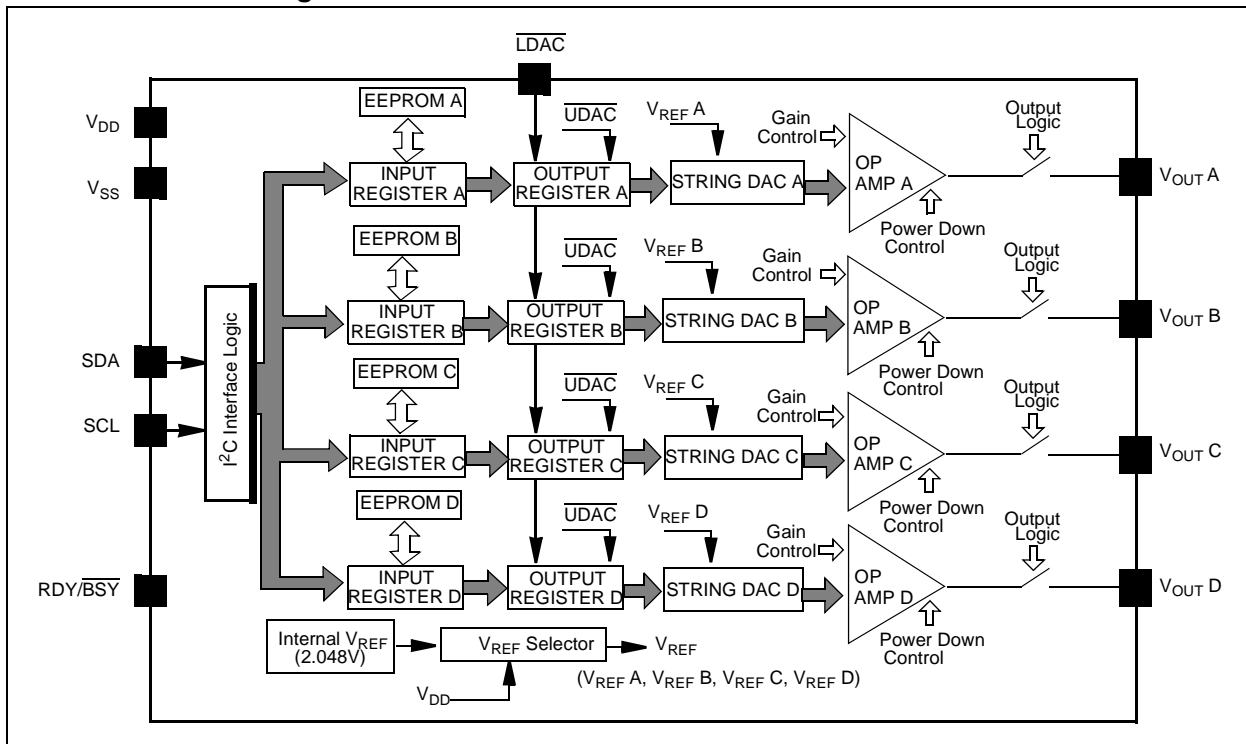 LDAC
EEPROM A
UDAC
VREF A
Gain
Control
Output
Logic
VDD
INPUT
REGISTER A
OUTPUT
REGISTER A
STRING DAC A
OP
AMP A
VOUT A
VSS
Power Down
Control
EEPROM B
UDAC
VREF B
Gain
Control
Output
Logic
INPUT
REGISTER B
OUTPUT
REGISTER B
STRING DAC B
OP
AMP B
VOUT B
Power Down
Control
SDA
SCL
I2C Interface Logic
EEPROM C
UDAC
VREF C
Gain
Control
Output
Logic
INPUT
REGISTER C
OUTPUT
REGISTER C
STRING DAC C
OP
AMP C
VOUT C
Power Down
Control
EEPROM D
UDAC
VREF D
Gain
Control
Output
Logic
RDY/BSY
INPUT
REGISTER D
OUTPUT
REGISTER D
STRING DAC D
OP
AMP D
VOUT D
Power Down
Control
Internal VREF
(2.048V)
VREF Selector
VREF
(VREF A, VREF B, VREF C, VREF D)
VDD